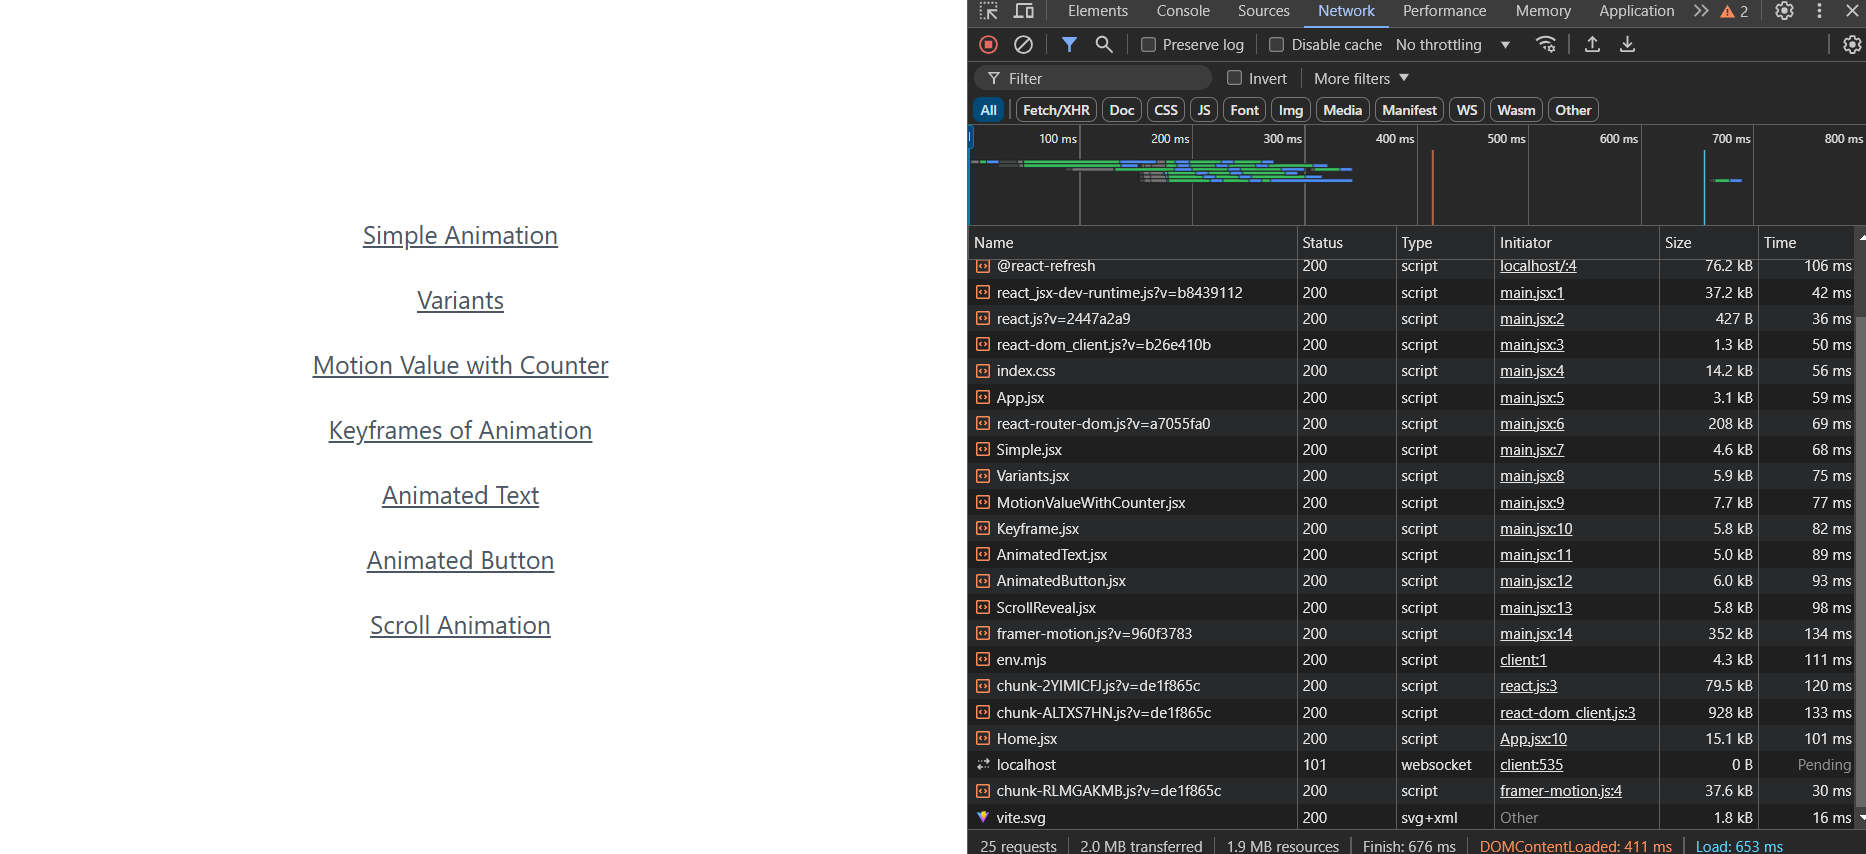 Simple Animation
Variants
Motion Value with Counter
Keyframes of Animation
Animated Text
Animated Button
Scroll Animation
Elements Console Sources Network Performance Memory Application 2
Preserve log Disable cache No throttling
Filter Invert More filters
All Fetch/XHR Doc CSS JS Font Img Media Manifest WS Wasm Other
100 ms 200 ms 300 ms 400 ms 500 ms 600 ms 700 ms 800 ms
Name Status Type Initiator Size Time
@react-refresh 200 script localhost/:4 76.2 kB 106 ms
react_jsx-dev-runtime.js?v=b8439112 200 script main.jsx:1 37.2 kB 42 ms
react.js?v=2447a2a9 200 script main.jsx:2 427 B 36 ms
react-dom_client.js?v=b26e410b 200 script main.jsx:3 1.3 kB 50 ms
index.css 200 script main.jsx:4 14.2 kB 56 ms
App.jsx 200 script main.jsx:5 3.1 kB 59 ms
react-router-dom.js?v=a7055fa0 200 script main.jsx:6 208 kB 69 ms
Simple.jsx 200 script main.jsx:7 4.6 kB 68 ms
Variants.jsx 200 script main.jsx:8 5.9 kB 75 ms
MotionValueWithCounter.jsx 200 script main.jsx:9 7.7 kB 77 ms
Keyframe.jsx 200 script main.jsx:10 5.8 kB 82 ms
AnimatedText.jsx 200 script main.jsx:11 5.0 kB 89 ms
AnimatedButton.jsx 200 script main.jsx:12 6.0 kB 93 ms
ScrollReveal.jsx 200 script main.jsx:13 5.8 kB 98 ms
framer-motion.js?v=960f3783 200 script main.jsx:14 352 kB 134 ms
env.mjs 200 script client:1 4.3 kB 111 ms
chunk-2YIMICFJ.js?v=de1f865c 200 script react.js:3 79.5 kB 120 ms
chunk-ALTXS7HN.js?v=de1f865c 200 script react-dom_client.js:3 928 kB 133 ms
Home.jsx 200 script App.jsx:10 15.1 kB 101 ms
localhost 101 websocket client:535 0 B Pending
chunk-RLMGAKMB.js?v=de1f865c 200 script framer-motion.js:4 37.6 kB 30 ms
vite.svg 200 svg+xml Other 1.8 kB 16 ms
25 requests 2.0 MB transferred 1.9 MB resources Finish: 676 ms DOMContentLoaded: 411 ms Load: 653 ms